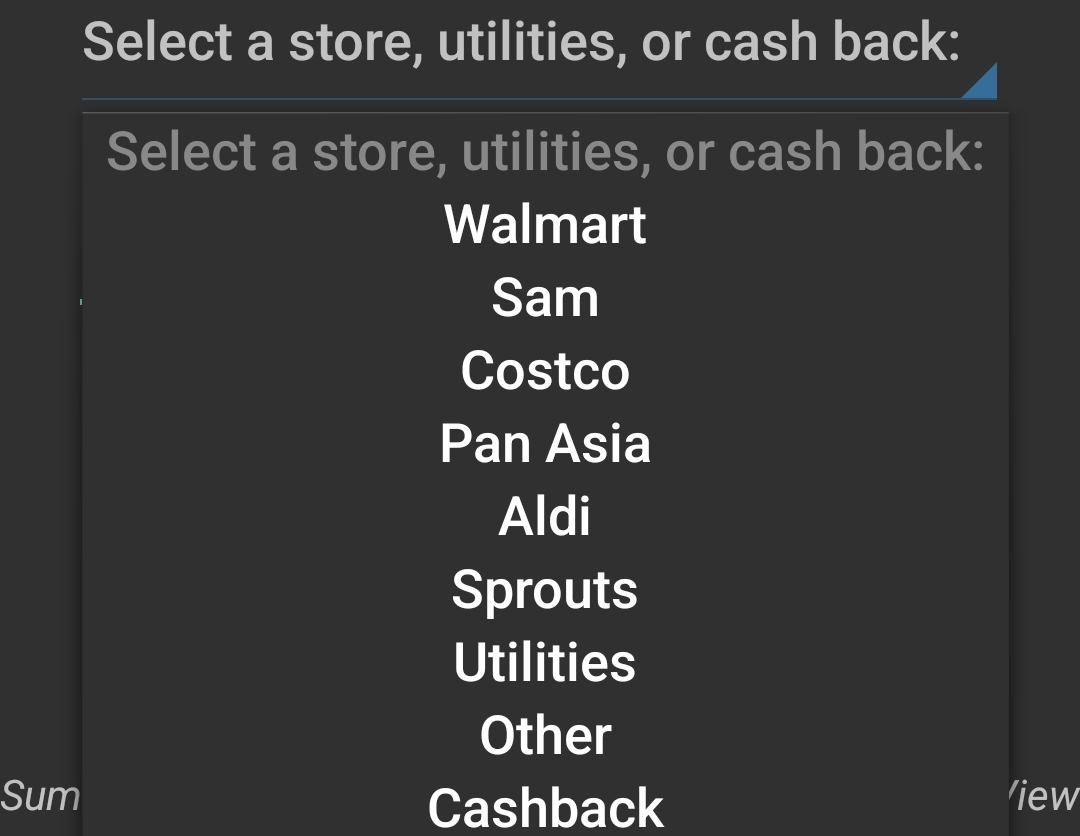 Select a store, utilities, or cash back:
Select a store, utilities, or cash back:
Walmart
Sam
Costco
Pan Asia
Aldi
Sprouts
Utilities
Other
Sum
Cashback